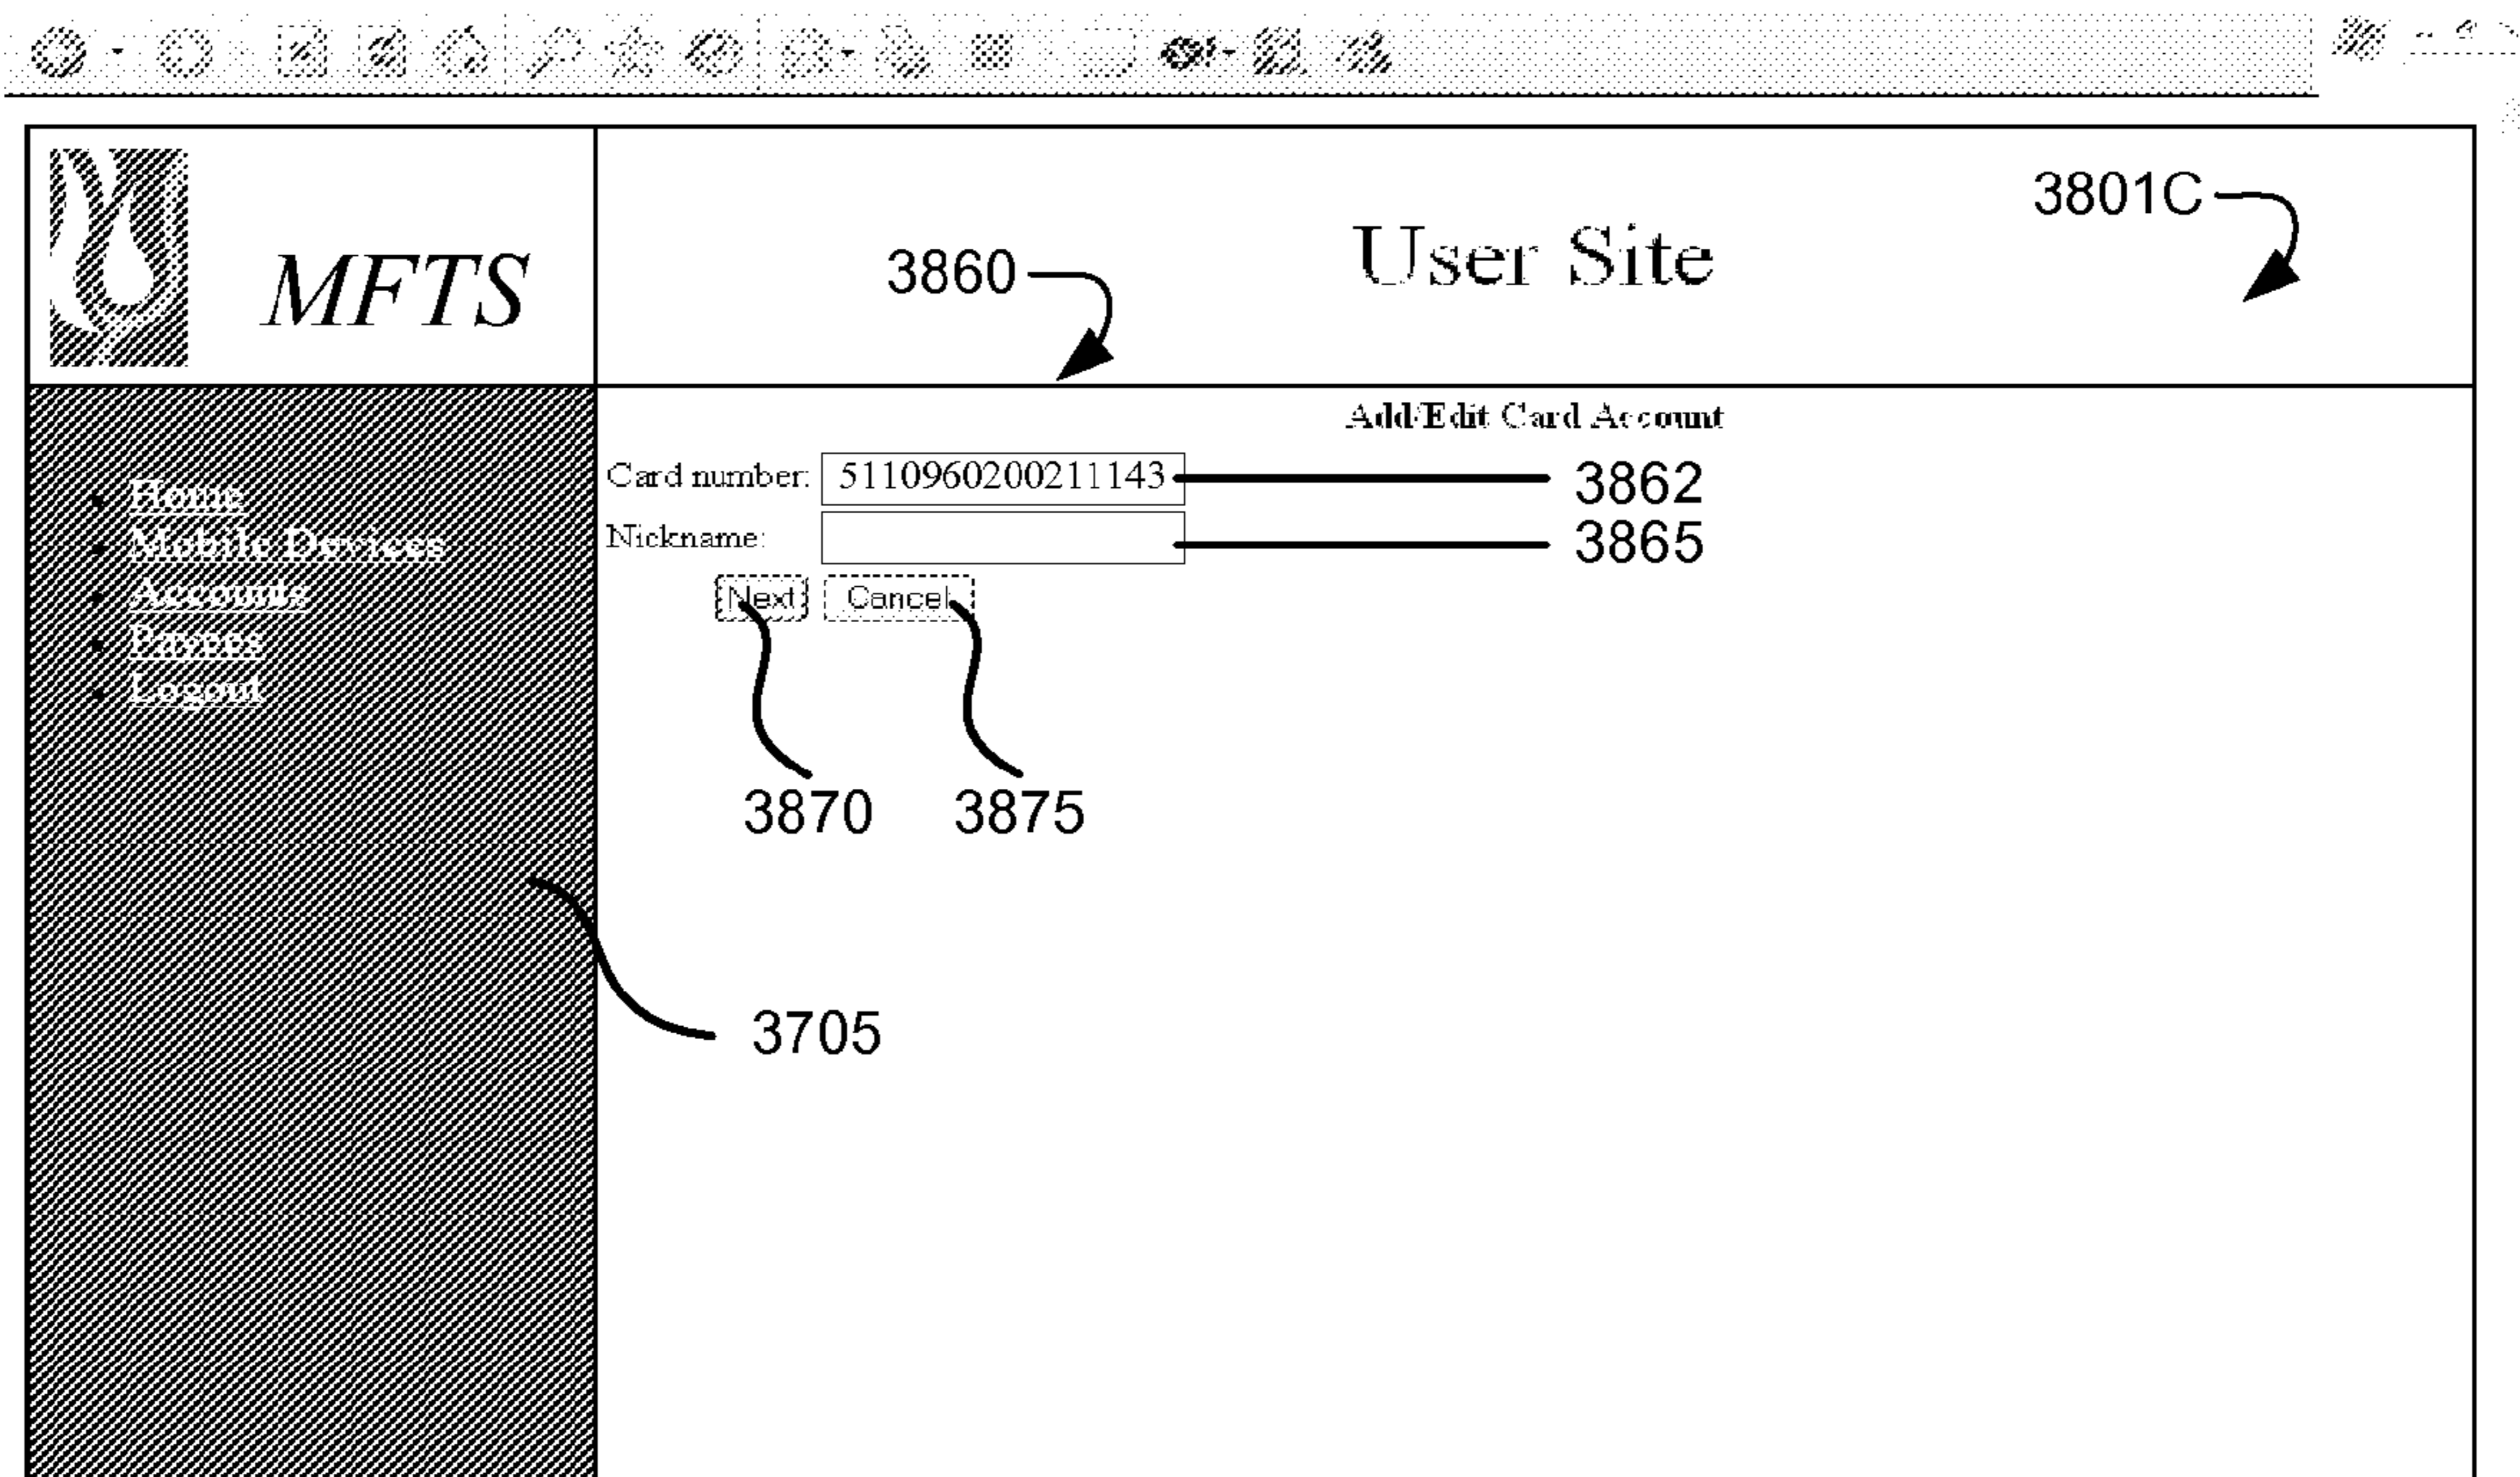 3801C
User Site
3860
MFTS
Add/Edit Card Account
Card number: 5110960200211143 3862
Nickname: 3865
Next Cancel
Home
Mobile Devices
Accounts
Payees
Logout
3870 3875
3705